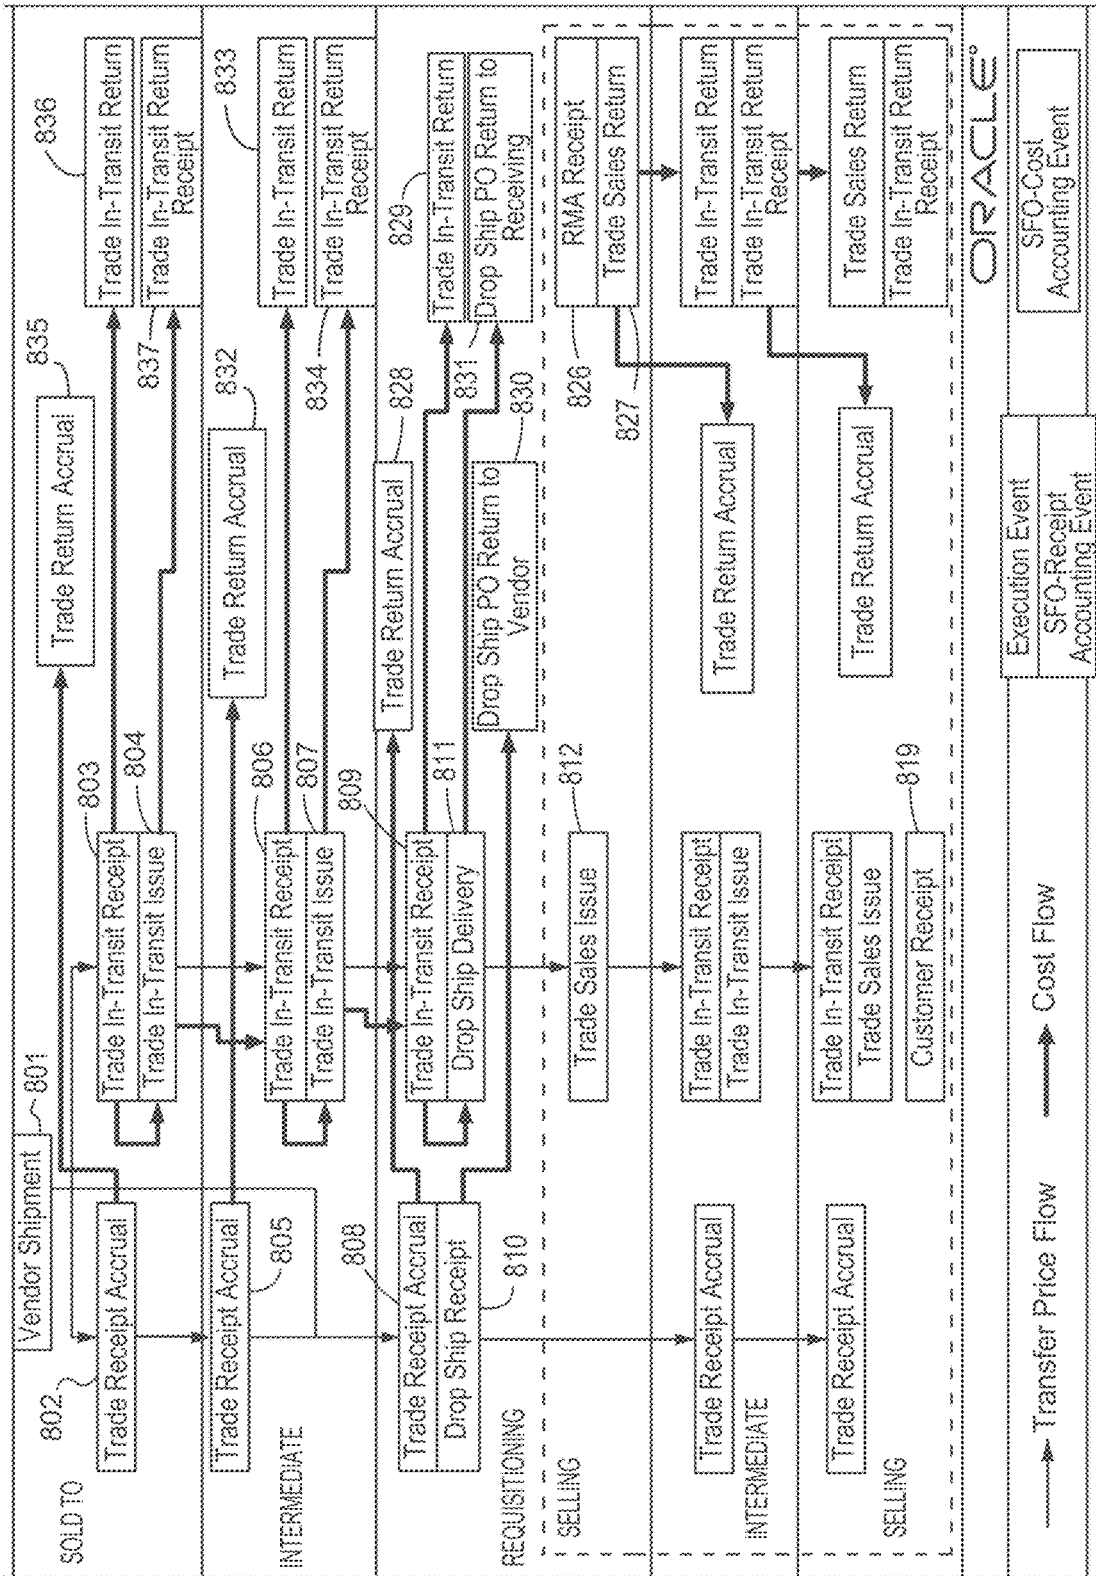 SOLD TO
802
Trade Receipt Accrual
Vendor Shipment
801
Trade In-Transit Receipt
Trade In-Transit Issue
803
804
Trade Return Accrual
835
Trade In-Transit Return
836
Trade In-Transit Return
Receipt
837
INTERMEDIATE
Trade Receipt Accrual
805
Trade In-Transit Receipt
Trade In-Transit Issue
806
807
Trade Return Accrual
832
Trade In-Transit Return
833
Trade In-Transit Return
Receipt
834
REQUISITIONING
Trade Receipt Accrual
Drop Ship Receipt
808
810
Trade In-Transit Receipt
Drop Ship Delivery
809
811
Trade Return Accrual
828
Drop Ship PO Return to
Vendor
830
Trade In-Transit Return
829
Drop Ship PO Return to
Receiving
831
SELLING
Trade Sales Issue
812
RMA Receipt
Trade Sales Return
826
827
INTERMEDIATE
Trade Receipt Accrual
Trade In-Transit Receipt
Trade In-Transit Issue
Trade Return Accrual
Trade In-Transit Return
Trade In-Transit Return
Receipt
SELLING
Trade Receipt Accrual
Trade In-Transit Receipt
Trade Sales Issue
Customer Receipt
819
Trade Return Accrual
Trade Sales Return
Trade In-Transit Return
Receipt
ORACLE®
Transfer Price Flow
Cost Flow
Execution Event
SFO-Receipt
Accounting Event
SFO-Cost
Accounting Event